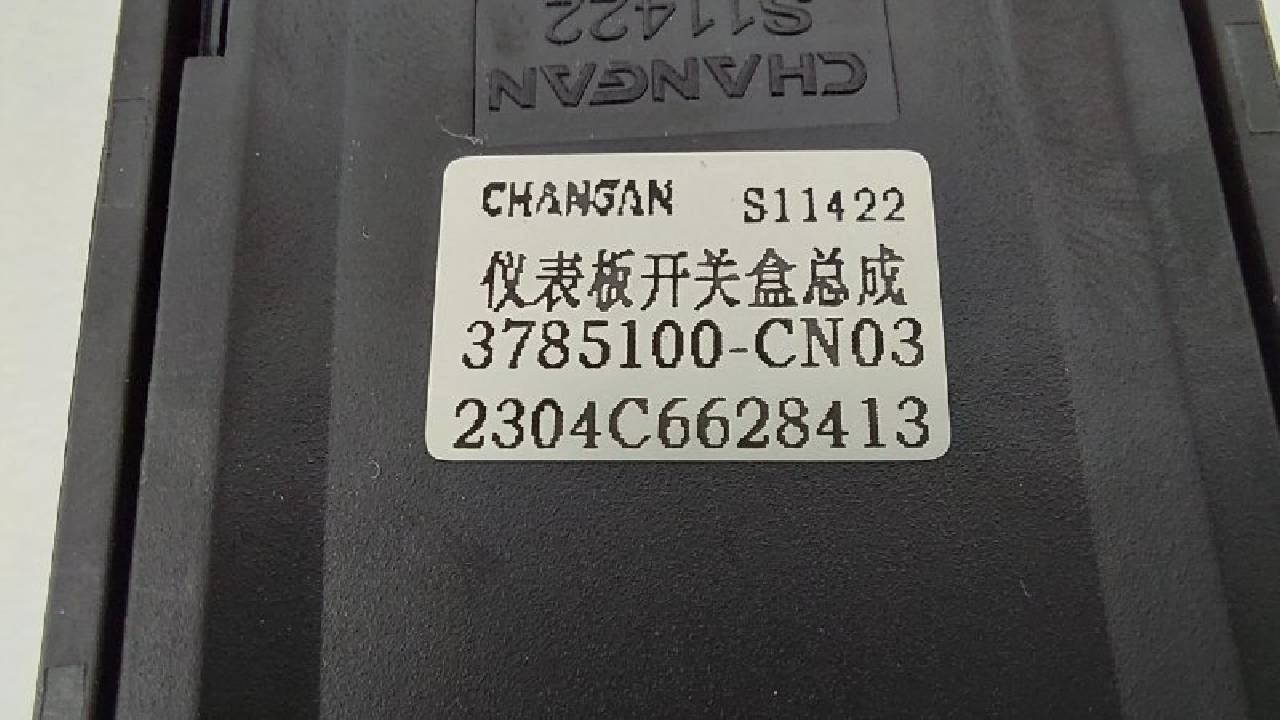 S11422
CHANGAN
CHANGAN S11422
仪表板开关盒总成
3785100-CN03
2304C6628413